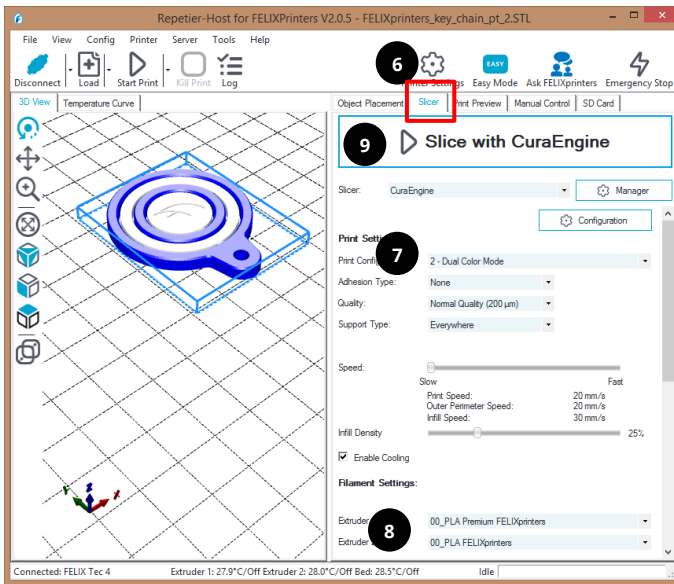 Repetier-Host for FELIXPrinters V2.0.5 - FELIXprinters_key_chain_pt_2.STL
File View Config Printer Server Tools Help
6
Disconnect Load Start Print Kill Print Log Printer Settings Easy Mode Ask FELIXprinters Emergency Stop
EASY
3D View Temperature Curve Object Placement Slicer Print Preview Manual Control SD Card
9 Slice with CuraEngine
Slicer: CuraEngine Manager
Configuration
Print Setti
7
Print Config 2 - Dual Color Mode
Adhesion Type: None
Quality: Normal Quality (200 µm)
Support Type: Everywhere
Speed:
Slow Fast
Print Speed: 20 mm/s
Outer Perimeter Speed: 20 mm/s
Infill Speed: 30 mm/s
Infill Density 25%
Enable Cooling
Filament Settings:
Extruder 00_PLA Premium FELIXprinters
8
Extruder 00_PLA FELIXprinters
Connected: FELIX Tec 4 Extruder 1: 27.9°C/Off Extruder 2: 28.0°C/Off Bed: 28.5°C/Off Idle